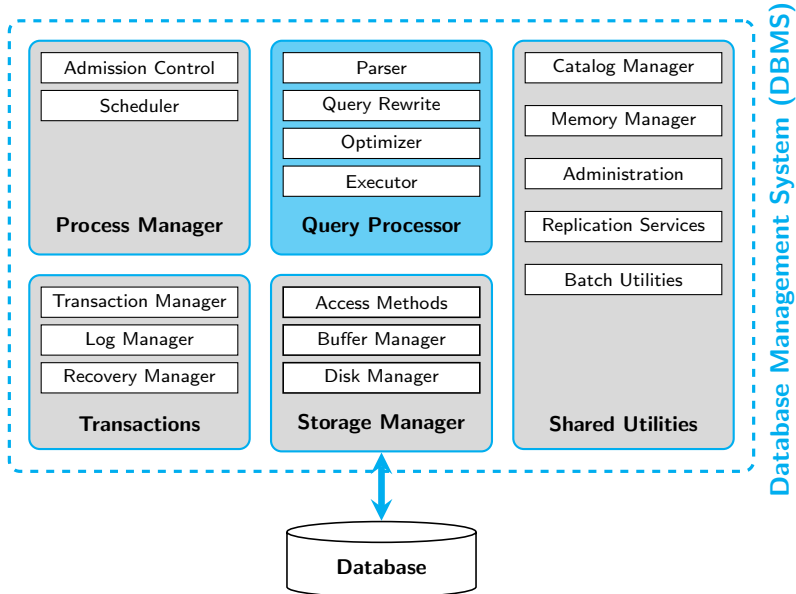 Admission Control
Scheduler
Process Manager
Parser
Query Rewrite
Optimizer
Executor
Query Processor
Catalog Manager
Memory Manager
Administration
Replication Services
Batch Utilities
Shared Utilities
Transaction Manager
Log Manager
Recovery Manager
Transactions
Access Methods
Buffer Manager
Disk Manager
Storage Manager
Database
Database Management System (DBMS)